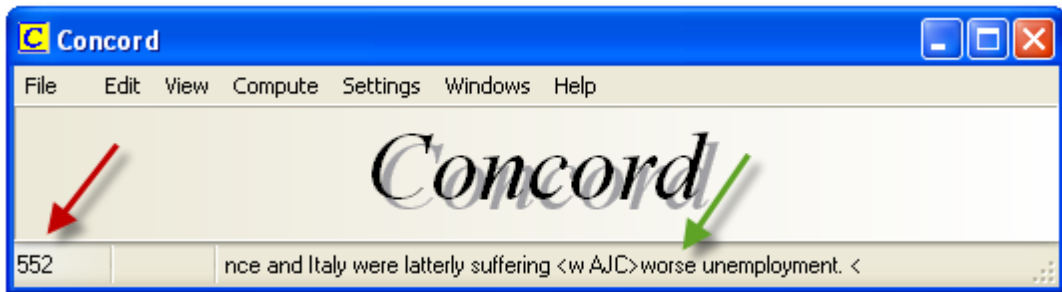 C Concord
File Edit View Compute Settings Windows Help
Concord
552 nce and Italy were latterly suffering <w AJC>worse unemployment. <